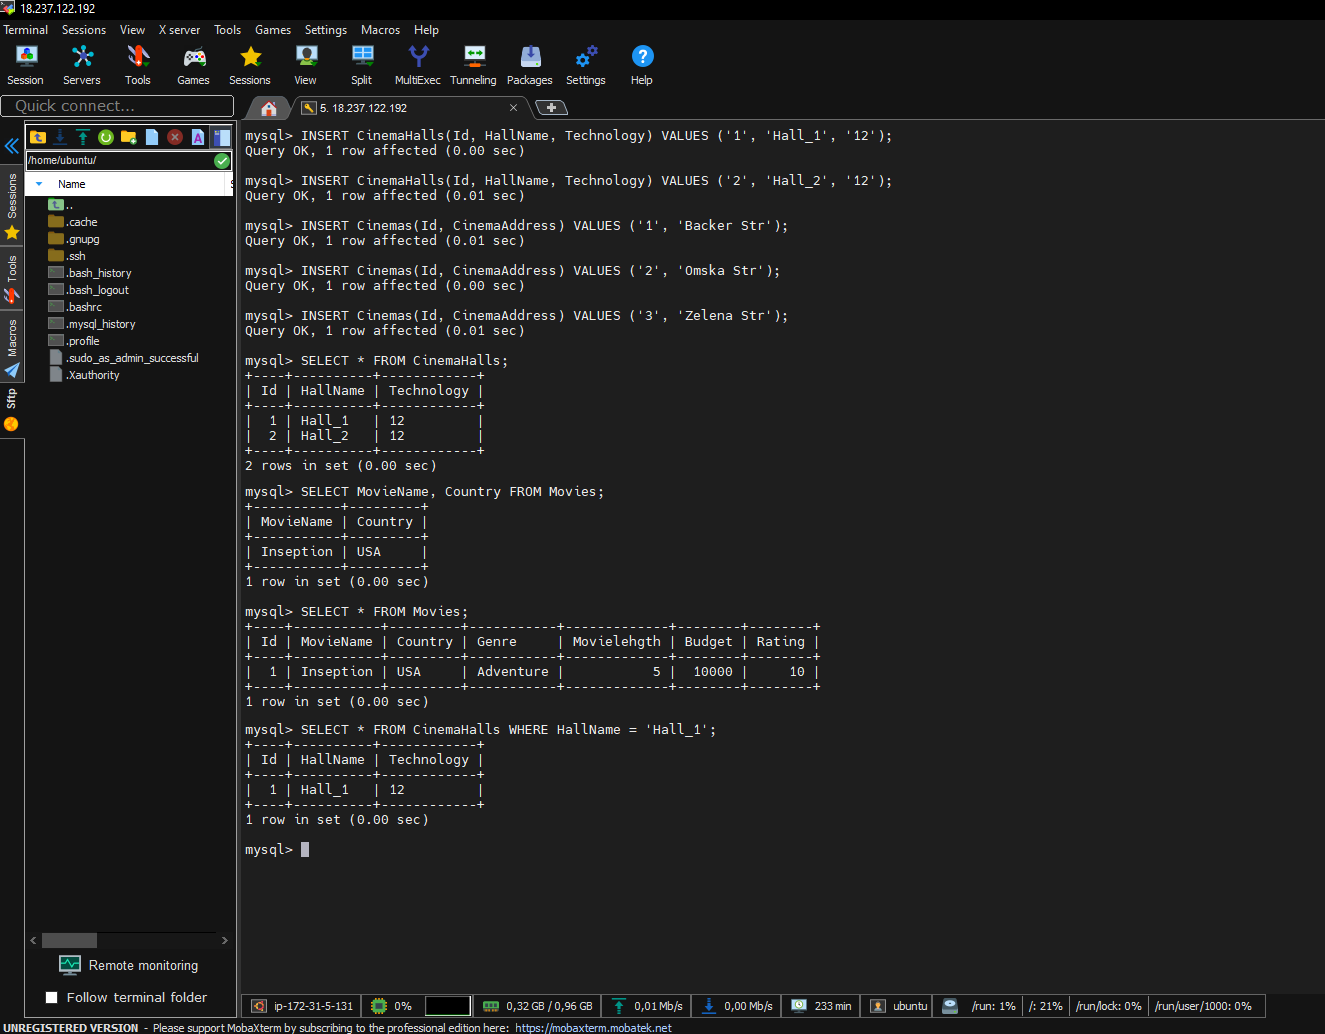 18.237.122.192
Terminal Sessions View X server Tools Games Settings Macros Help
Session Servers Tools Games Sessions View Split MultiExec Tunneling Packages Settings Help
Quick connect...
5. 18.237.122.192
/home/ubuntu/
Name
..
.cache
.gnupg
.ssh
.bash_history
.bash_logout
.bashrc
.mysql_history
.profile
.sudo_as_admin_successful
.Xauthority
Sessions
Tools
Macros
Sftp
mysql> INSERT CinemaHalls(Id, HallName, Technology) VALUES ('1', 'Hall_1', '12');
Query OK, 1 row affected (0.00 sec)
mysql> INSERT CinemaHalls(Id, HallName, Technology) VALUES ('2', 'Hall_2', '12');
Query OK, 1 row affected (0.01 sec)
mysql> INSERT Cinemas(Id, CinemaAddress) VALUES ('1', 'Backer Str');
Query OK, 1 row affected (0.01 sec)
mysql> INSERT Cinemas(Id, CinemaAddress) VALUES ('2', 'Omska Str');
Query OK, 1 row affected (0.00 sec)
mysql> INSERT Cinemas(Id, CinemaAddress) VALUES ('3', 'Zelena Str');
Query OK, 1 row affected (0.01 sec)
mysql> SELECT * FROM CinemaHalls;
+----+----------+------------+
| Id | HallName | Technology |
+----+----------+------------+
|  1 | Hall_1   | 12         |
|  2 | Hall_2   | 12         |
+----+----------+------------+
2 rows in set (0.00 sec)
mysql> SELECT MovieName, Country FROM Movies;
+-----------+---------+
| MovieName | Country |
+-----------+---------+
| Inseption | USA     |
+-----------+---------+
1 row in set (0.00 sec)
mysql> SELECT * FROM Movies;
+----+-----------+---------+-----------+-------------+--------+--------+
| Id | MovieName | Country | Genre     | Movielehgth | Budget | Rating |
+----+-----------+---------+-----------+-------------+--------+--------+
|  1 | Inseption | USA     | Adventure |           5 |  10000 |     10 |
+----+-----------+---------+-----------+-------------+--------+--------+
1 row in set (0.00 sec)
mysql> SELECT * FROM CinemaHalls WHERE HallName = 'Hall_1';
+----+----------+------------+
| Id | HallName | Technology |
+----+----------+------------+
|  1 | Hall_1   | 12         |
+----+----------+------------+
1 row in set (0.00 sec)
mysql>
Remote monitoring
Follow terminal folder
ip-172-31-5-131 0% 0,32 GB / 0,96 GB 0,01 Mb/s 0,00 Mb/s 233 min ubuntu /run: 1% /: 21% /run/lock: 0% /run/user/1000: 0%
UNREGISTERED VERSION - Please support MobaXterm by subscribing to the professional edition here: https://mobaxterm.mobatek.net